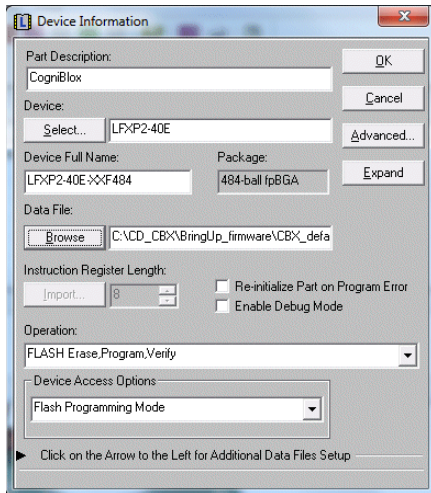 Device Information
Part Description:
CogniBlox
OK
Device:
Cancel
Select... LFXP2-40E
Advanced...
Device Full Name: Package:
LFXP2-40E-XXF484 484-ball fpBGA
Expand
Data File:
Browse C:\CD_CBX\BringUp_firmware\CBX_defa
Instruction Register Length:
Import... 8
Re-initialize Part on Program Error
Enable Debug Mode
Operation:
FLASH Erase,Program,Verify
Device Access Options
Flash Programming Mode
Click on the Arrow to the Left for Additional Data Files Setup